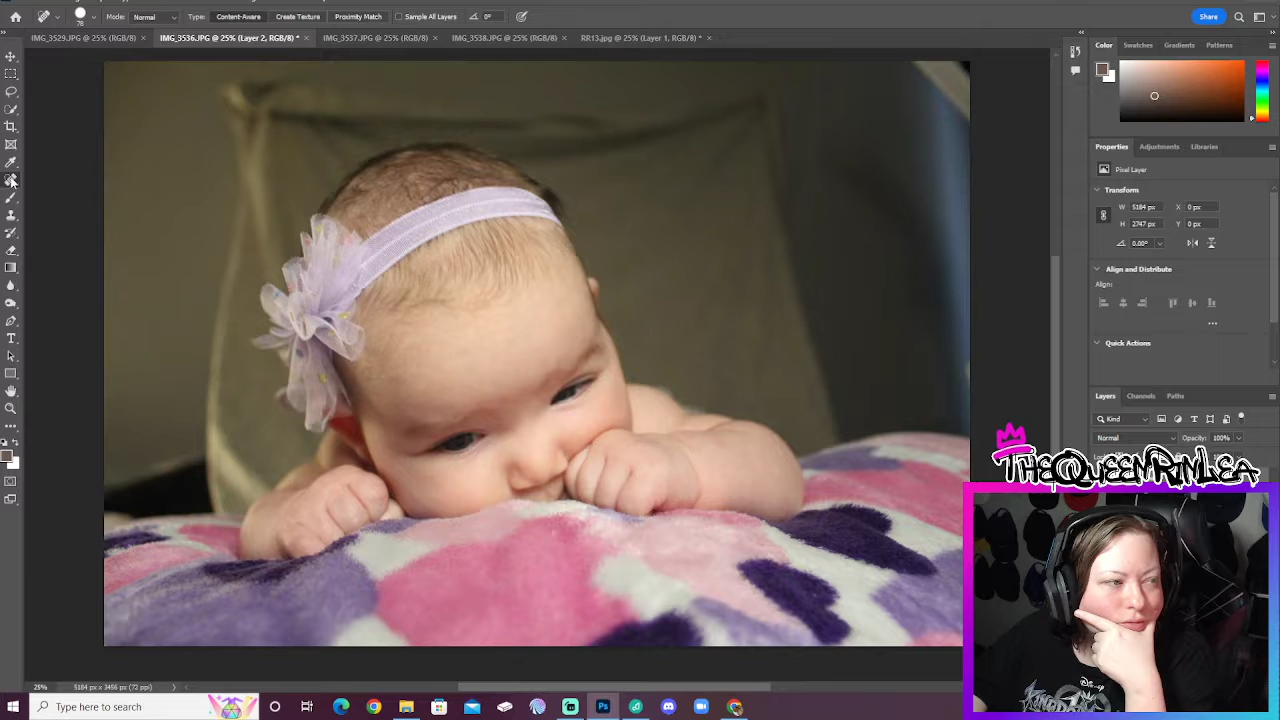 Mode: Normal Type: Content-Aware Create Texture Proximity Match Sample All Layers 0° Share
78
IMG_3529.JPG @ 25% (RGB/8) × IMG_3536.JPG @ 25% (Layer 2, RGB/8) * × IMG_3537.JPG @ 25% (RGB/8) × IMG_3538.JPG @ 25% (RGB/8) × RR13.jpg @ 25% (Layer 1, RGB/8) * ×
Color Swatches Gradients Patterns
Properties Adjustments Libraries
Pixel Layer
Transform
W 5184 px X 0 px
H 2747 px Y 0 px
0.00°
Align and Distribute
Align:
Quick Actions
Layers Channels Paths
Kind
Normal Opacity: 100%
TheQueenRinLea
Disney
25% 5184 px x 3456 px (72 ppi)
Type here to search